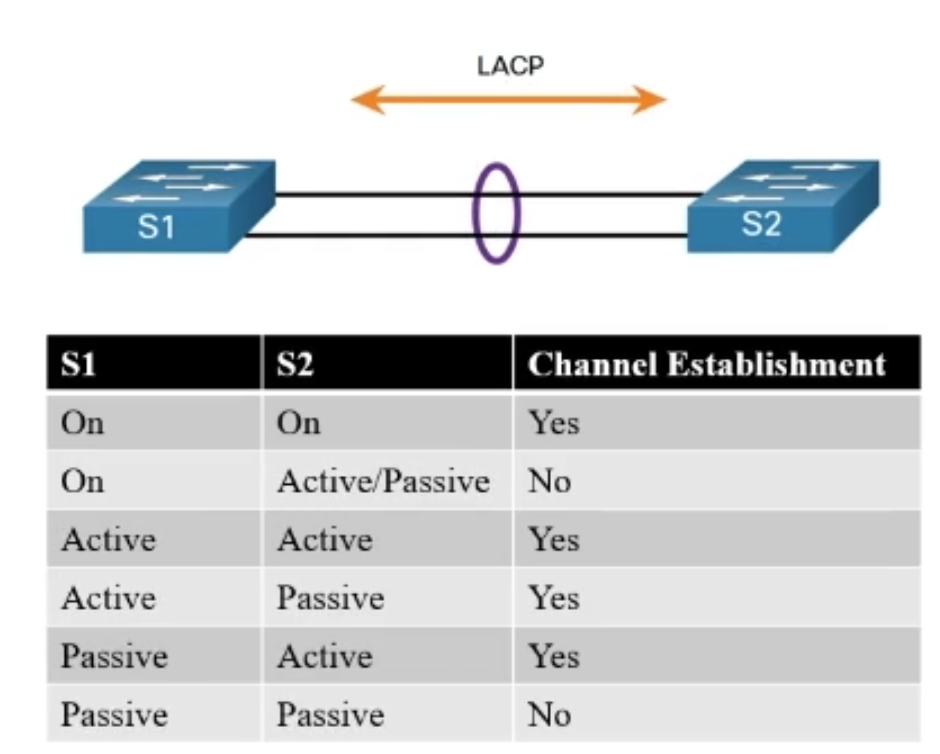 LACP
S1
S2
S1 S2 Channel Establishment
On On Yes
On Active/Passive No
Active Active Yes
Active Passive Yes
Passive Active Yes
Passive Passive No